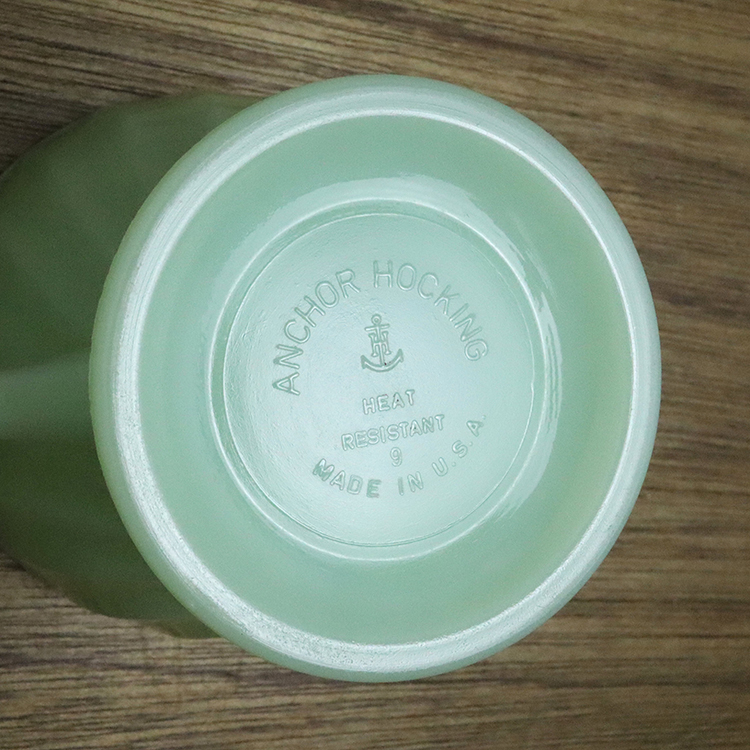 ANCHOR HOCKING
HEAT
RESISTANT
9
MADE IN U.S.A.